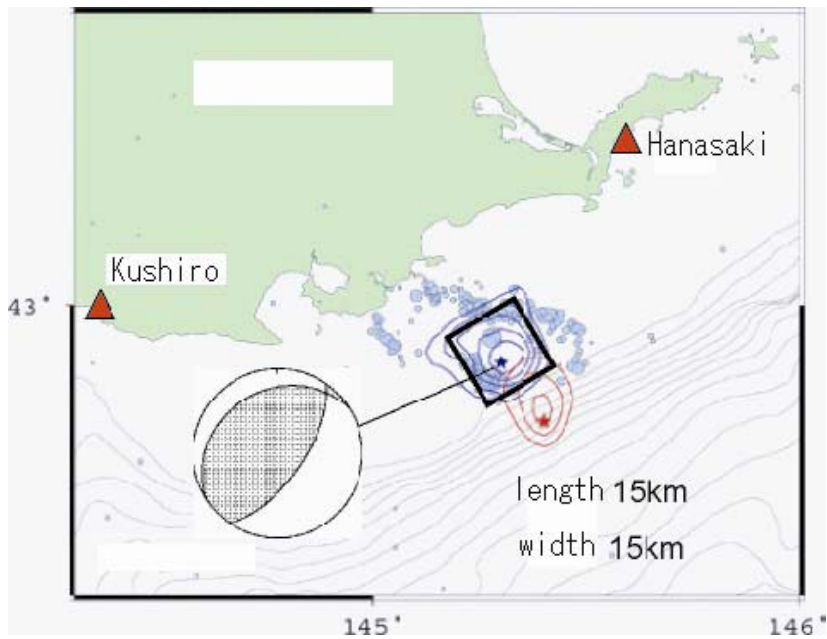 Hanasaki
Kushiro
43°
length 15km
width 15km
145°
146°